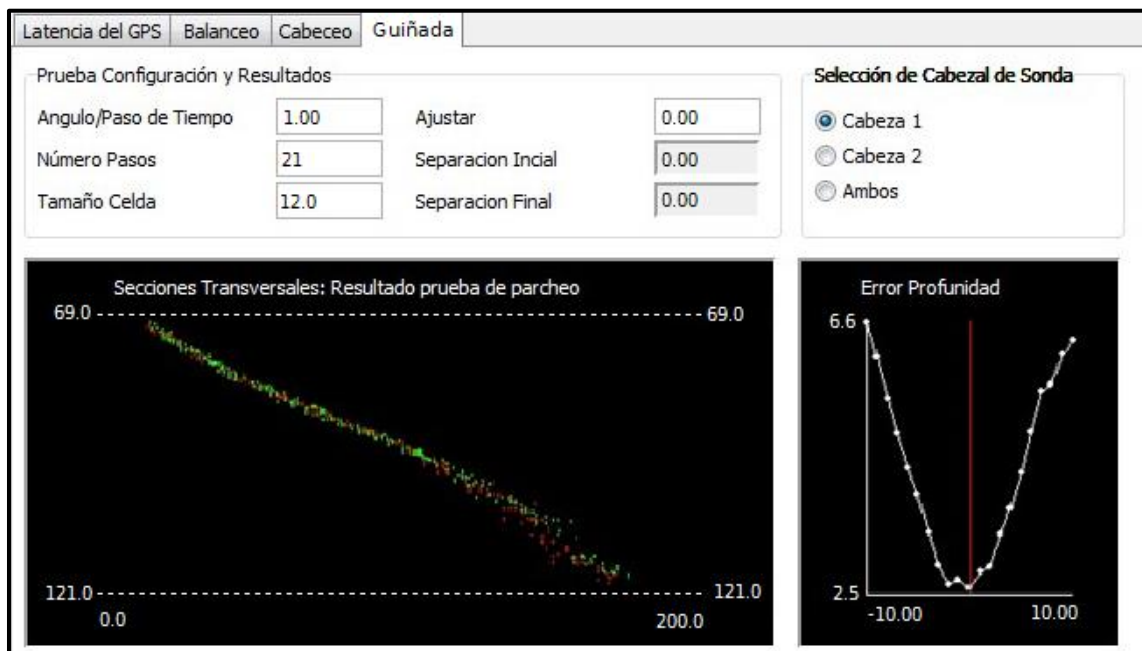 Latencia del GPS Balanceo Cabeceo Guiñada
Prueba Configuración y Resultados
Angulo/Paso de Tiempo 1.00 Ajustar 0.00
Número Pasos 21 Separacion Incial 0.00
Tamaño Celda 12.0 Separacion Final 0.00
Selección de Cabezal de Sonda
Cabeza 1
Cabeza 2
Ambos
Secciones Transversales: Resultado prueba de parcheo
69.0 69.0
121.0 121.0
0.0 200.0
Error Profunidad
6.6
2.5
-10.00 10.00